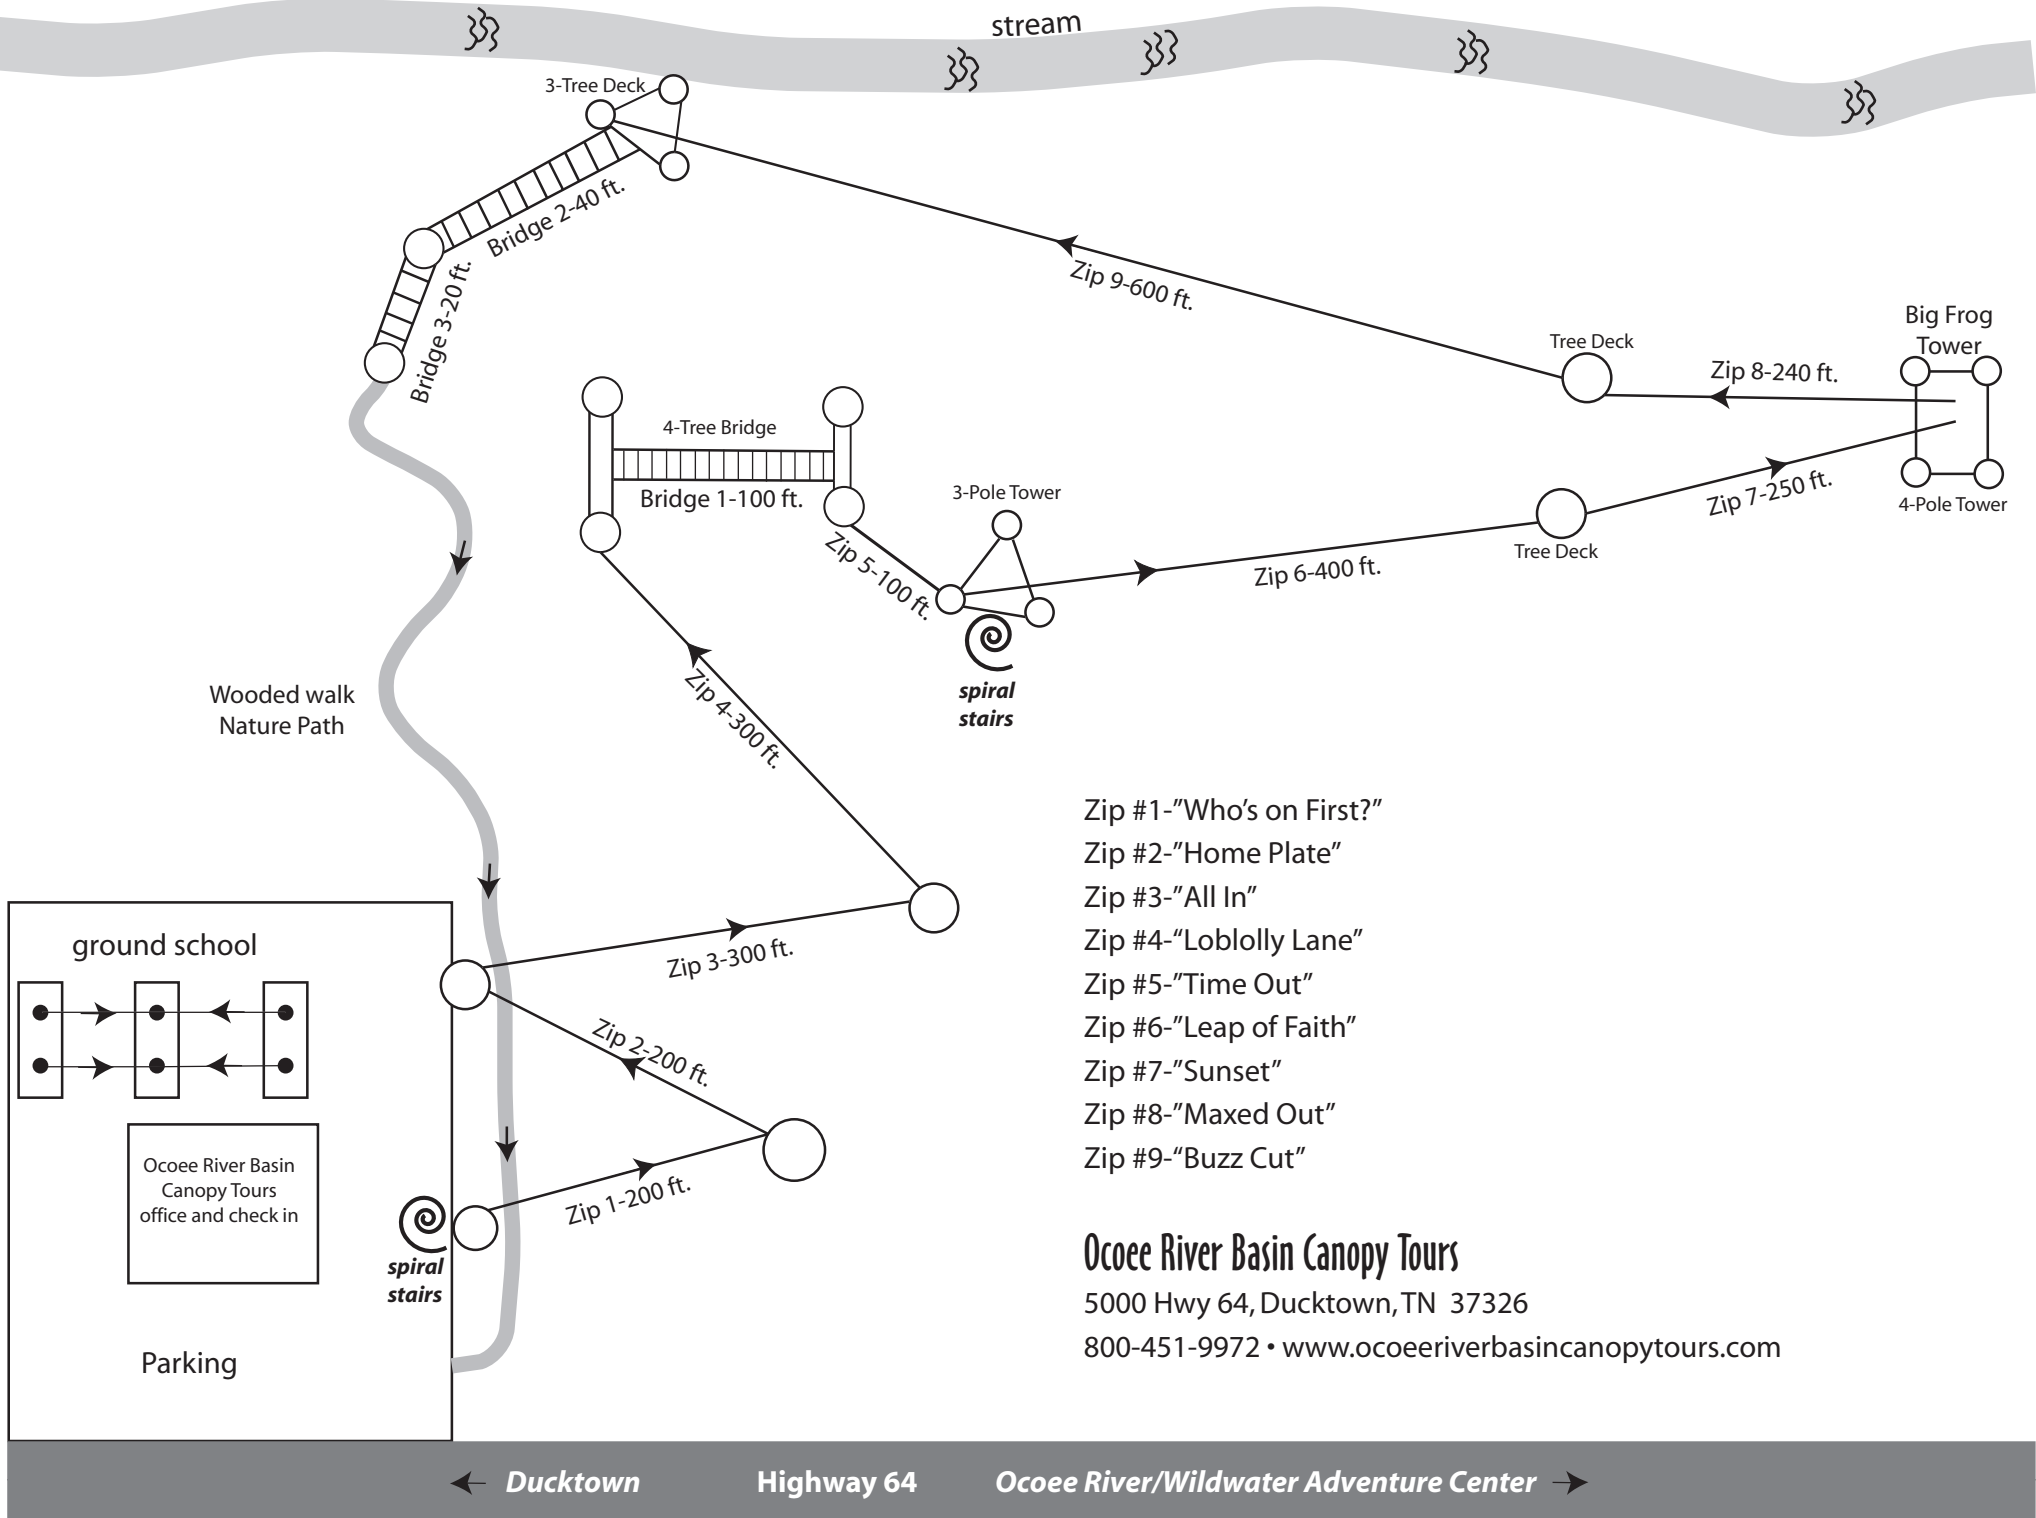 stream
3-Tree Deck
Bridge 2-40 ft.
Bridge 3-20 ft.
Zip 9-600 ft.
Big Frog
Tower
Tree Deck
Zip 8-240 ft.
4-Tree Bridge
Bridge 1-100 ft.
3-Pole Tower
Zip 7-250 ft.
4-Pole Tower
Zip 5-100 ft.
Tree Deck
Zip 6-400 ft.
spiral
stairs
Wooded walk
Nature Path
Zip 4-300 ft.
Zip #1-”Who’s on First?”
Zip #2-”Home Plate”
Zip #3-”All In”
Zip #4-“Loblolly Lane”
Zip #5-”Time Out”
Zip #6-”Leap of Faith”
Zip #7-”Sunset”
Zip #8-”Maxed Out”
Zip #9-“Buzz Cut”
ground school
Zip 3-300 ft.
Zip 2-200 ft.
Ocoee River Basin
Canopy Tours
office and check in
Zip 1-200 ft.
spiral
stairs
Parking
Ocoee River Basin Canopy Tours
5000 Hwy 64, Ducktown, TN 37326
800-451-9972 • www.ocoeeriverbasincanopytours.com
Ducktown Highway 64 Ocoee River/Wildwater Adventure Center